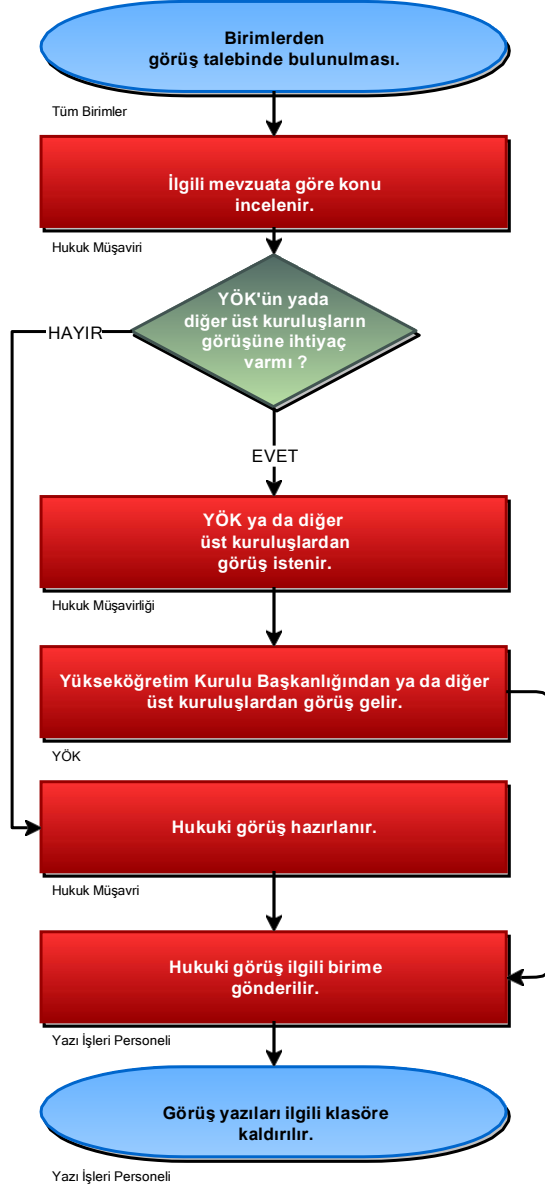 Birimlerden
görüş talebinde bulunulması.
Tüm Birimler
İlgili mevzuata göre konu
incelenir.
Hukuk Müşaviri
YÖK'ün yada
diğer üst kuruluşların
görüşüne ihtiyaç
varmı ?
HAYIR
EVET
YÖK ya da diğer
üst kuruluşlardan
görüş istenir.
Hukuk Müşavirliği
Yükseköğretim Kurulu Başkanlığından ya da diğer
üst kuruluşlardan görüş gelir.
YÖK
Hukuki görüş hazırlanır.
Hukuk Müşavri
Hukuki görüş ilgili birime
gönderilir.
Yazı İşleri Personeli
Görüş yazıları ilgili klasöre
kaldırılır.
Yazı İşleri Personeli